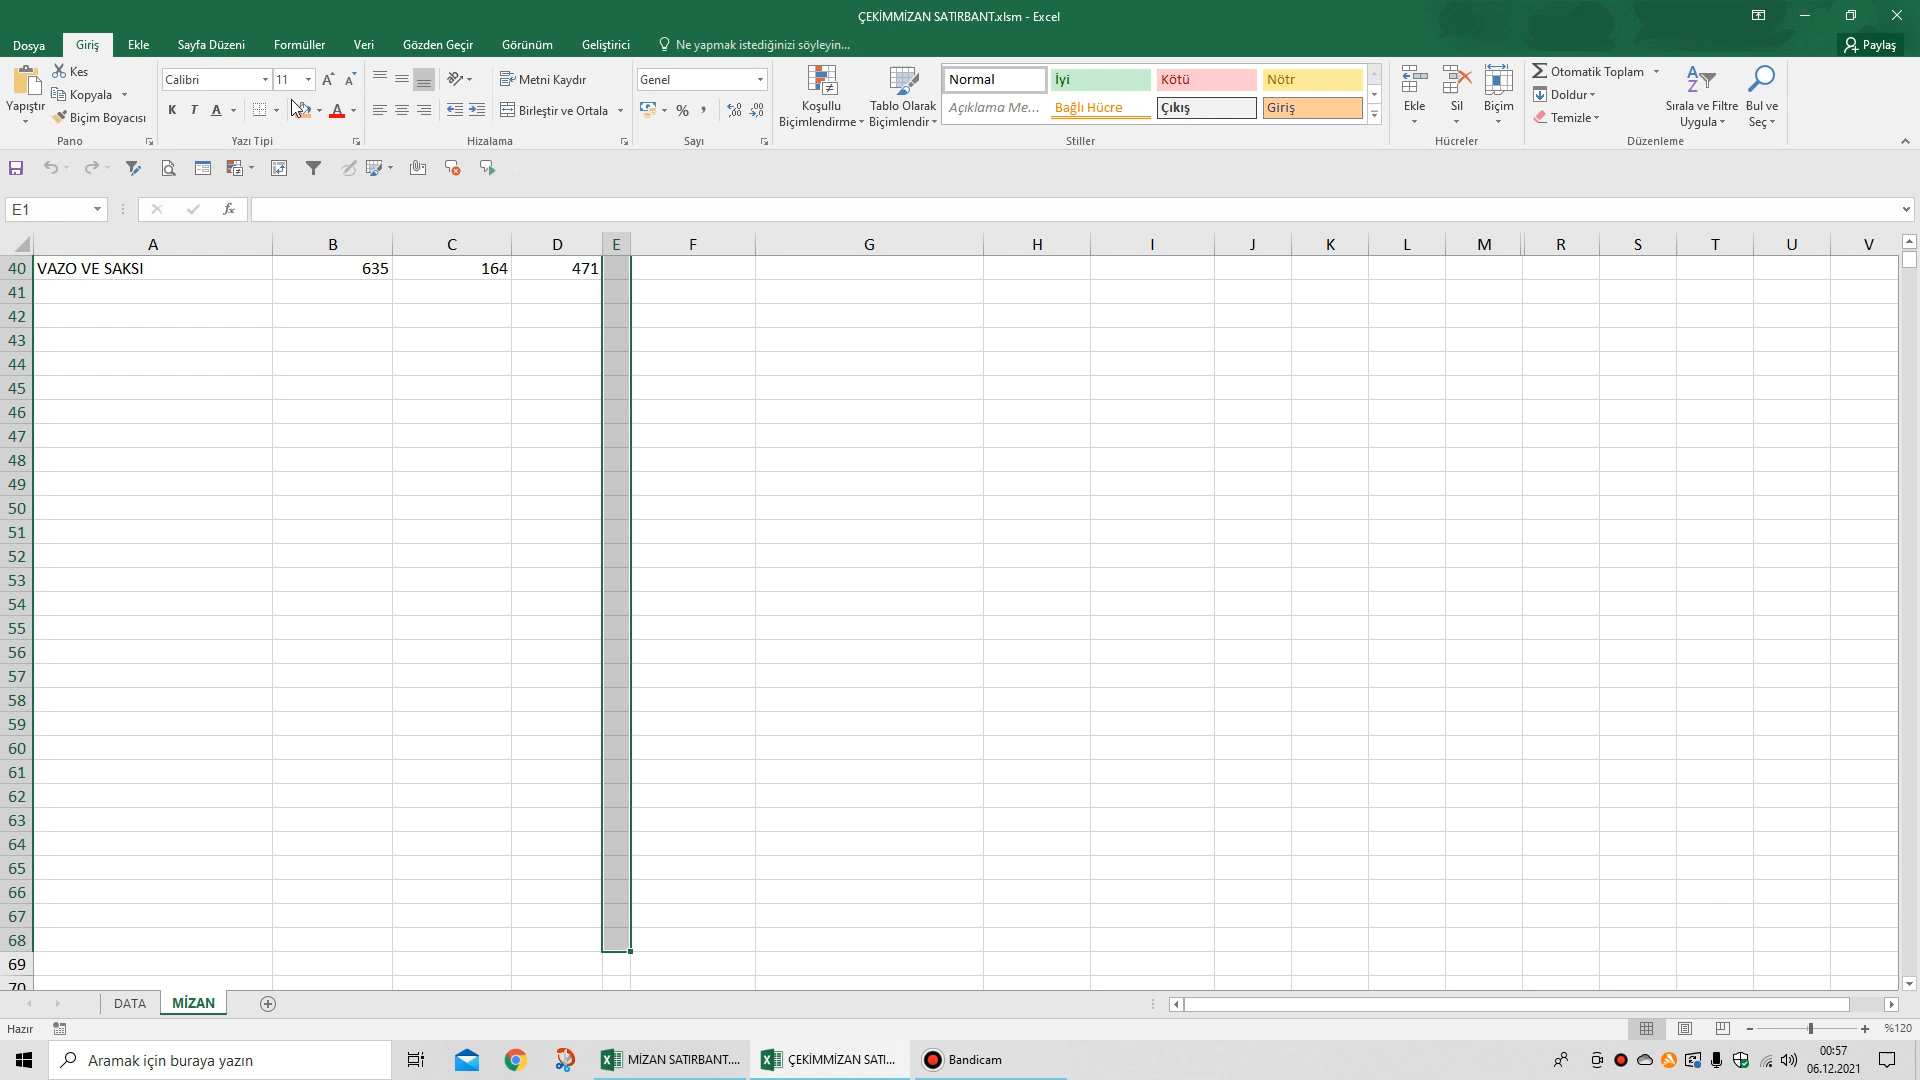 ÇEKİMMİZAN SATIRBANT.xlsm - Excel
Dosya Giriş Ekle Sayfa Düzeni Formüller Veri Gözden Geçir Görünüm Geliştirici Ne yapmak istediğinizi söyleyin... Paylaş
Yapıştır
Kes
Kopyala
Biçim Boyacısı
Pano
Calibri 11
K T A
Yazı Tipi
Metni Kaydır
Birleştir ve Ortala
Hizalama
Genel
%
Sayı
Koşullu
Biçimlendirme
Tablo Olarak
Biçimlendir
Normal İyi Kötü Nötr
Açıklama Me... Bağlı Hücre Çıkış Giriş
Stiller
Ekle Sil Biçim
Hücreler
Otomatik Toplam
Doldur
Temizle
Sırala ve Filtre
Uygula
Bul ve
Seç
Düzenleme
E1 fx
A B C D E F G H I J K L M R S T U V
40 VAZO VE SAKSI 635 164 471
41
42
43
44
45
46
47
48
49
50
51
52
53
54
55
56
57
58
59
60
61
62
63
64
65
66
67
68
69
70
DATA MİZAN
Hazır %120
Aramak için buraya yazın
MİZAN SATIRBANT....
ÇEKİMMİZAN SATI...
Bandicam
00:57
06.12.2021